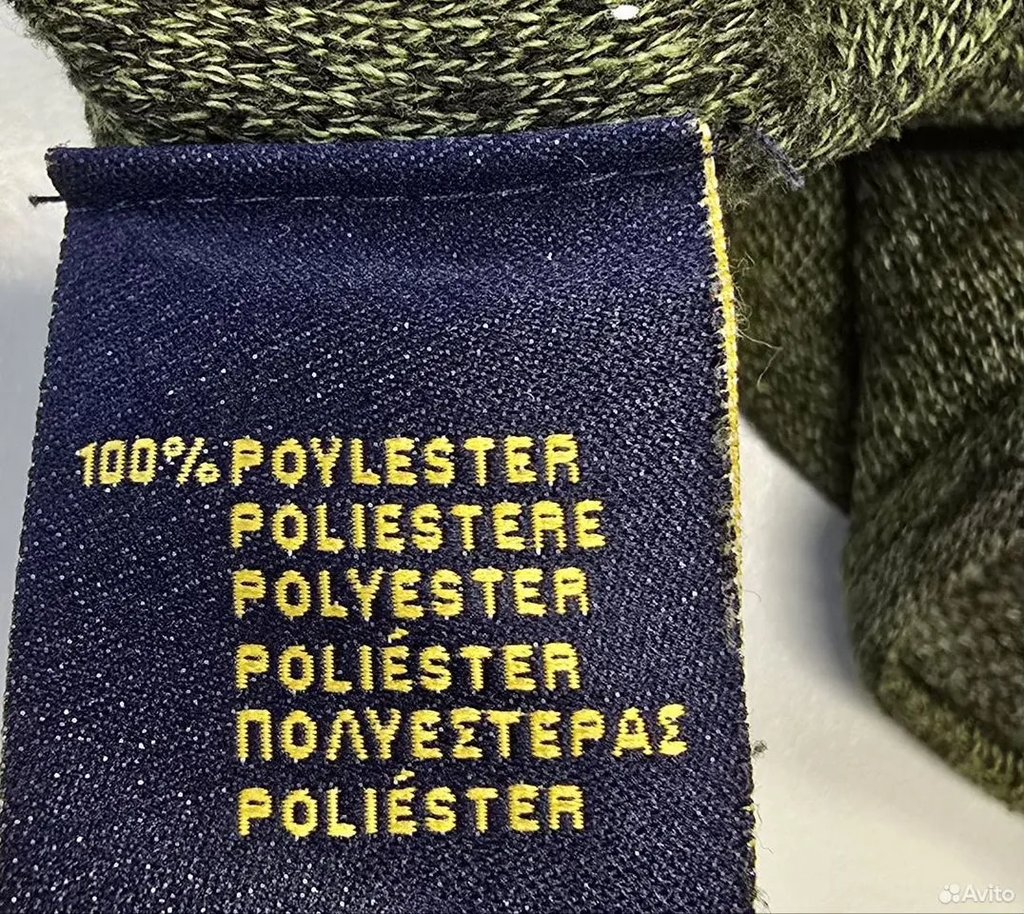 100% POYLESTER
POLIESTERE
POLYESTER
POLIÉSTER
ΠΟΛΥΕΣΤΕΡΑΣ
POLIÉSTER
Avito